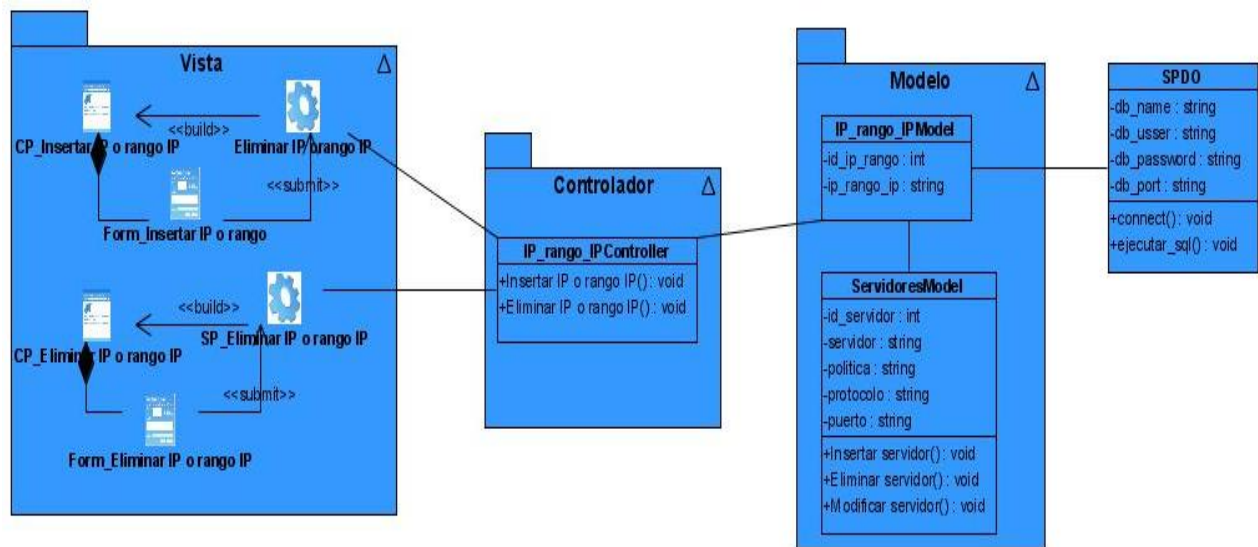 Vista
<<build>>
CP_Insertar IP o rango IP
Eliminar IP orango IP
<<submit>>
Form_Insertar IP o rango
<<build>>
CP_Eliminar IP o rango IP
SP_Eliminar IP o rango IP
<<submit>>
Form_Eliminar IP o rango IP
Controlador
IP_rango_IPController
+Insertar IP o rango IP() : void
+Eliminar IP o rango IP() : void
Modelo
IP_rango_IPModel
-id_ip_rango : int
-ip_rango_ip : string
ServidoresModel
-id_servidor : int
-servidor : string
-politica : string
-protocolo : string
-puerto : string
+Insertar servidor() : void
+Eliminar servidor() : void
+Modificar servidor() : void
SPDO
-db_name : string
-db_usser : string
-db_password : string
-db_port : string
+connect() : void
+ejecutar_sql() : void